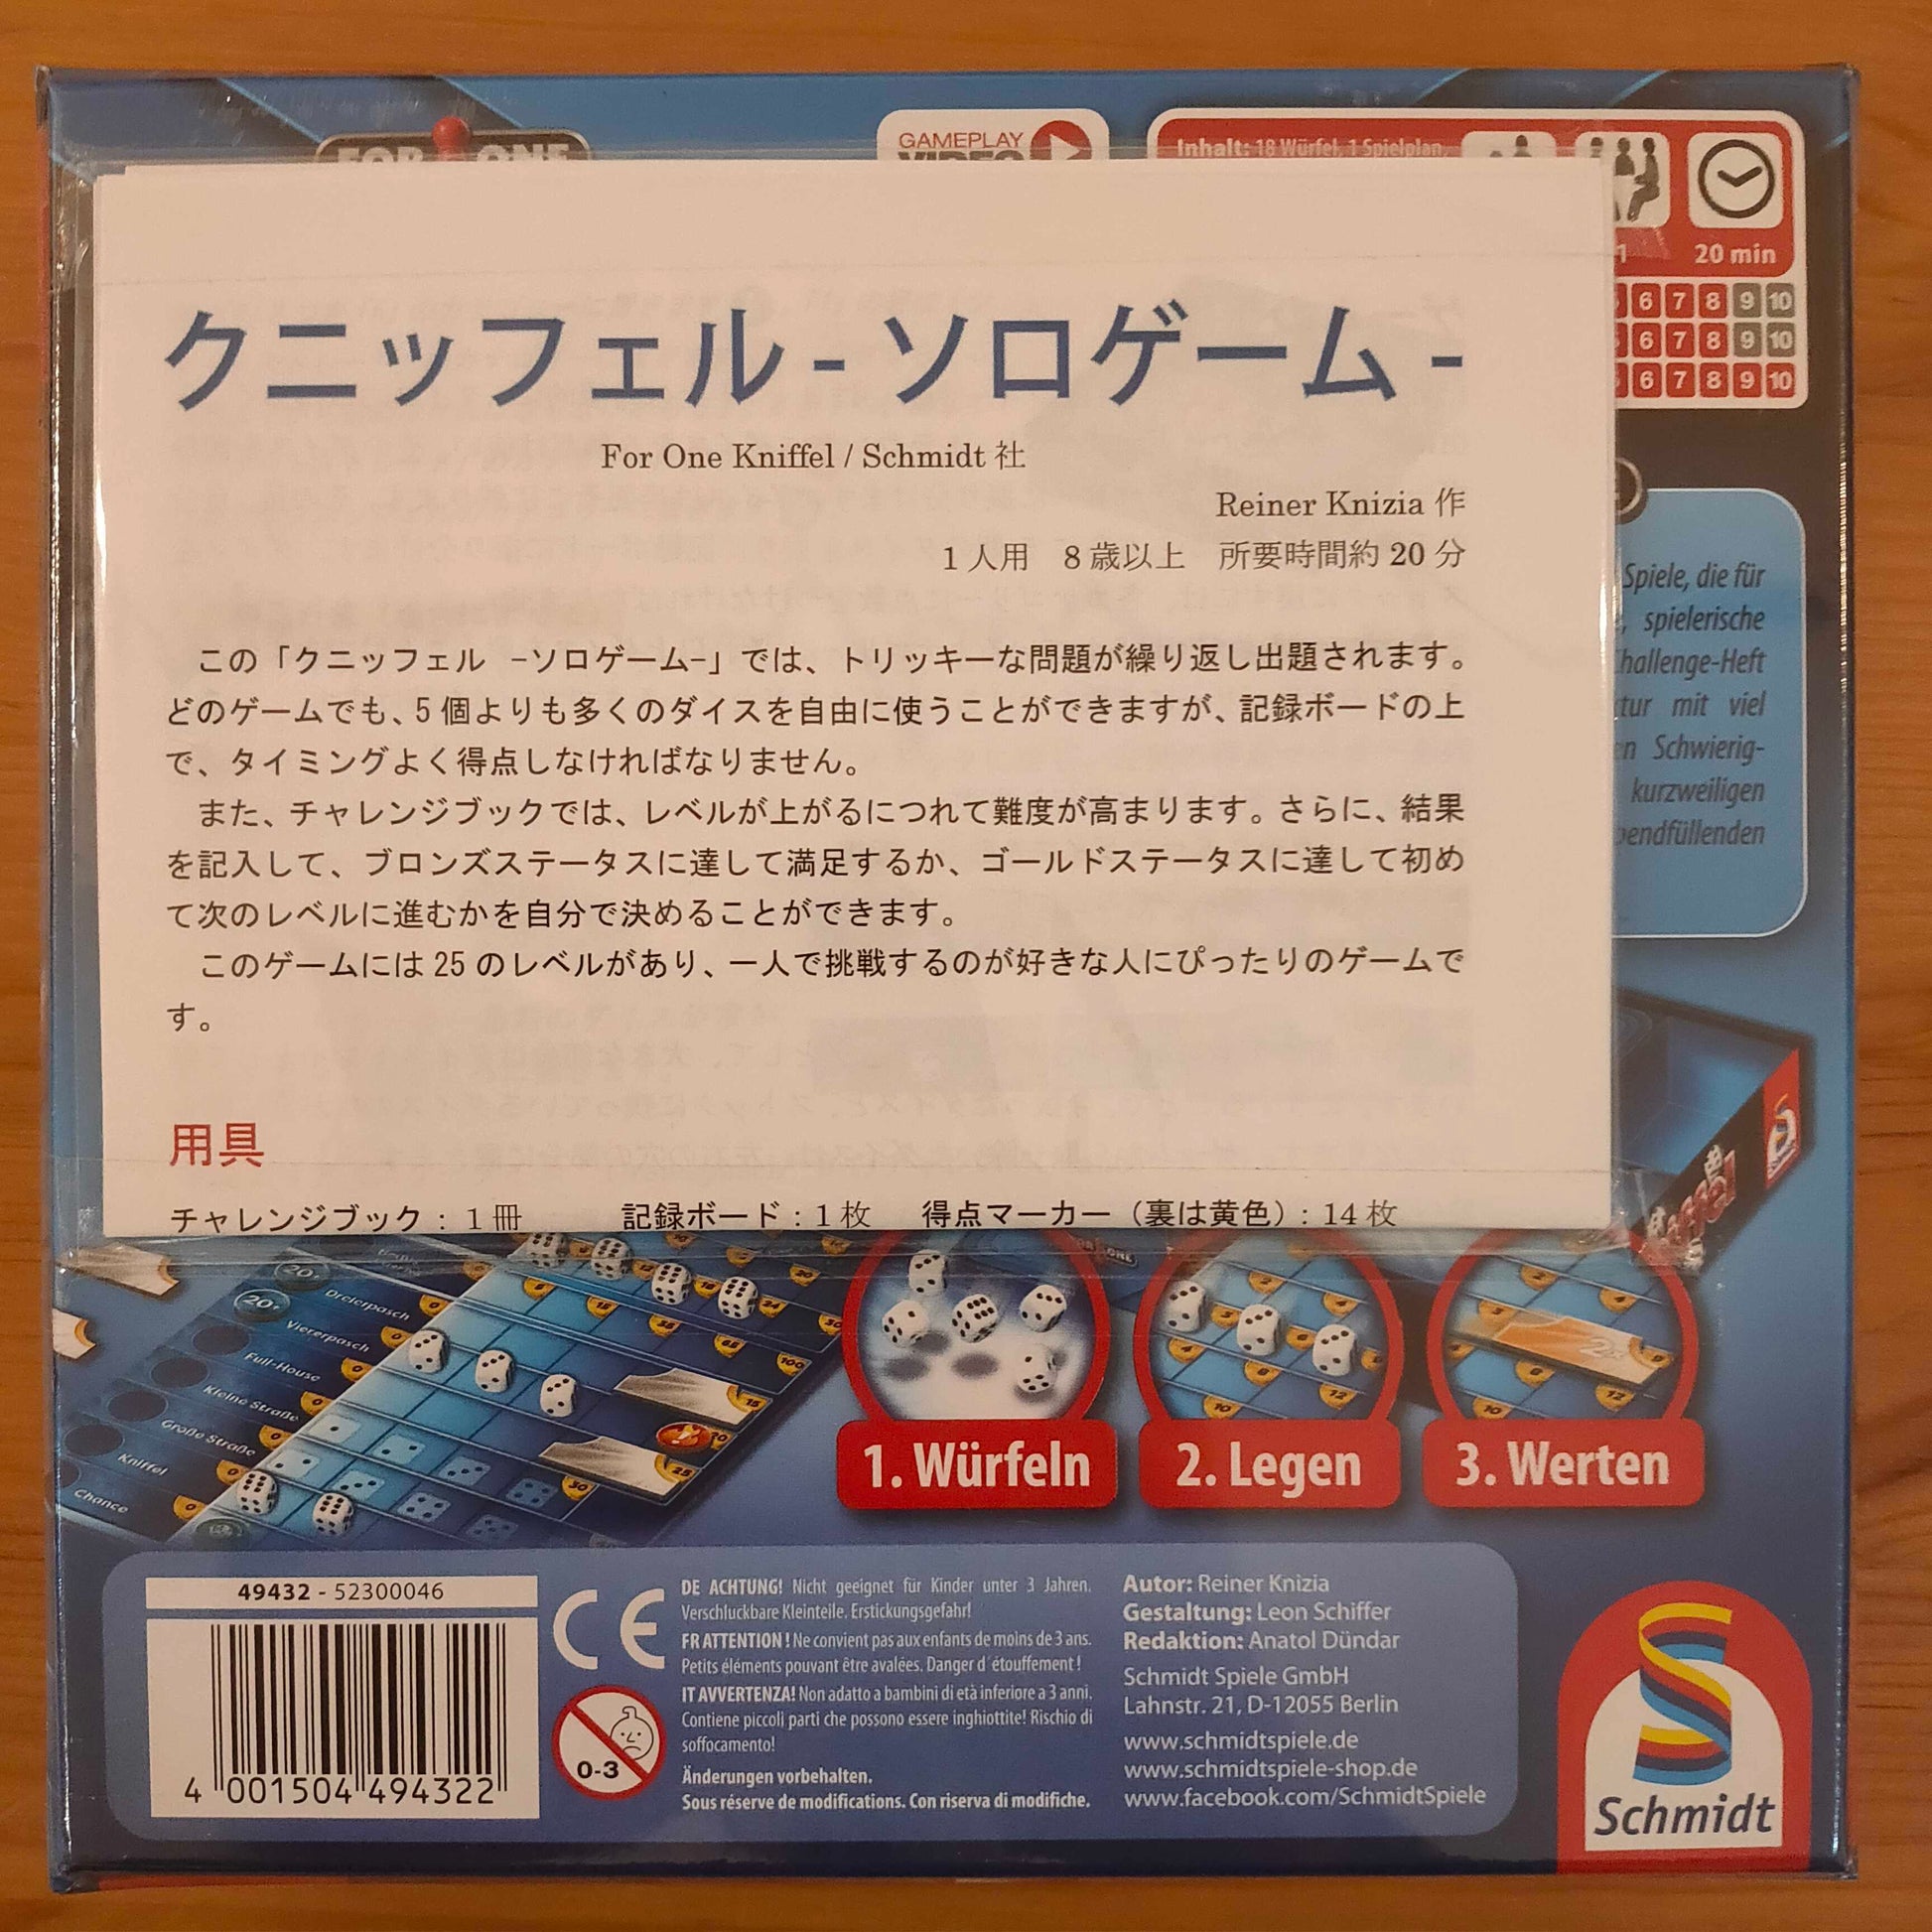 FOR ONE
GAMEPLAY
VIDEO
Inhalt: 18 Würfel, 1 Spielplan,
1
20 min
6 7 8 9 10
6 7 8 9 10
6 7 8 9 10
クニッフェル - ソロゲーム -
For One Kniffel / Schmidt 社
Reiner Knizia 作
1 人用　8 歳以上　所要時間約 20 分
この「クニッフェル -ソロゲーム-」では、トリッキーな問題が繰り返し出題されます。
どのゲームでも、5 個よりも多くのダイスを自由に使うことができますが、記録ボードの上
で、タイミングよく得点しなければなりません。
また、チャレンジブックでは、レベルが上がるにつれて難度が高まります。さらに、結果
を記入して、ブロンズステータスに達して満足するか、ゴールドステータスに達して初め
て次のレベルに進むかを自分で決めることができます。
このゲームには 25 のレベルがあり、一人で挑戦するのが好きな人にぴったりのゲームで
す。
用具
チャレンジブック : 1 冊　記録ボード : 1 枚　得点マーカー（裏は黄色）: 14 枚
Spiele, die für
spielerische
Challenge-Heft
mit viel
Schwierig-
kurzweiligen
Dreierpasch
Viererpasch
Full-House
Kleine Straße
Große Straße
Kniffel
Chance
1. Würfeln
2. Legen
3. Werten
49432 - 52300046
4 001504 494322
CE
0-3
DE ACHTUNG! Nicht geeignet für Kinder unter 3 Jahren.
Verschluckbare Kleinteile. Erstickungsgefahr!
FR ATTENTION ! Ne convient pas aux enfants de moins de 3 ans.
Petits éléments pouvant être avalées. Danger d´étouffement !
IT AVVERTENZA! Non adatto a bambini di età inferiore a 3 anni.
Contiene piccoli parti che possono essere inghiottite! Rischio di
soffocamento!
Änderungen vorbehalten.
Sous réserve de modifications. Con riserva di modifiche.
Autor: Reiner Knizia
Gestaltung: Leon Schiffer
Redaktion: Anatol Dündar
Schmidt Spiele GmbH
Lahnstr. 21, D-12055 Berlin
www.schmidtspiele.de
www.schmidtspiele-shop.de
www.facebook.com/SchmidtSpiele
Schmidt